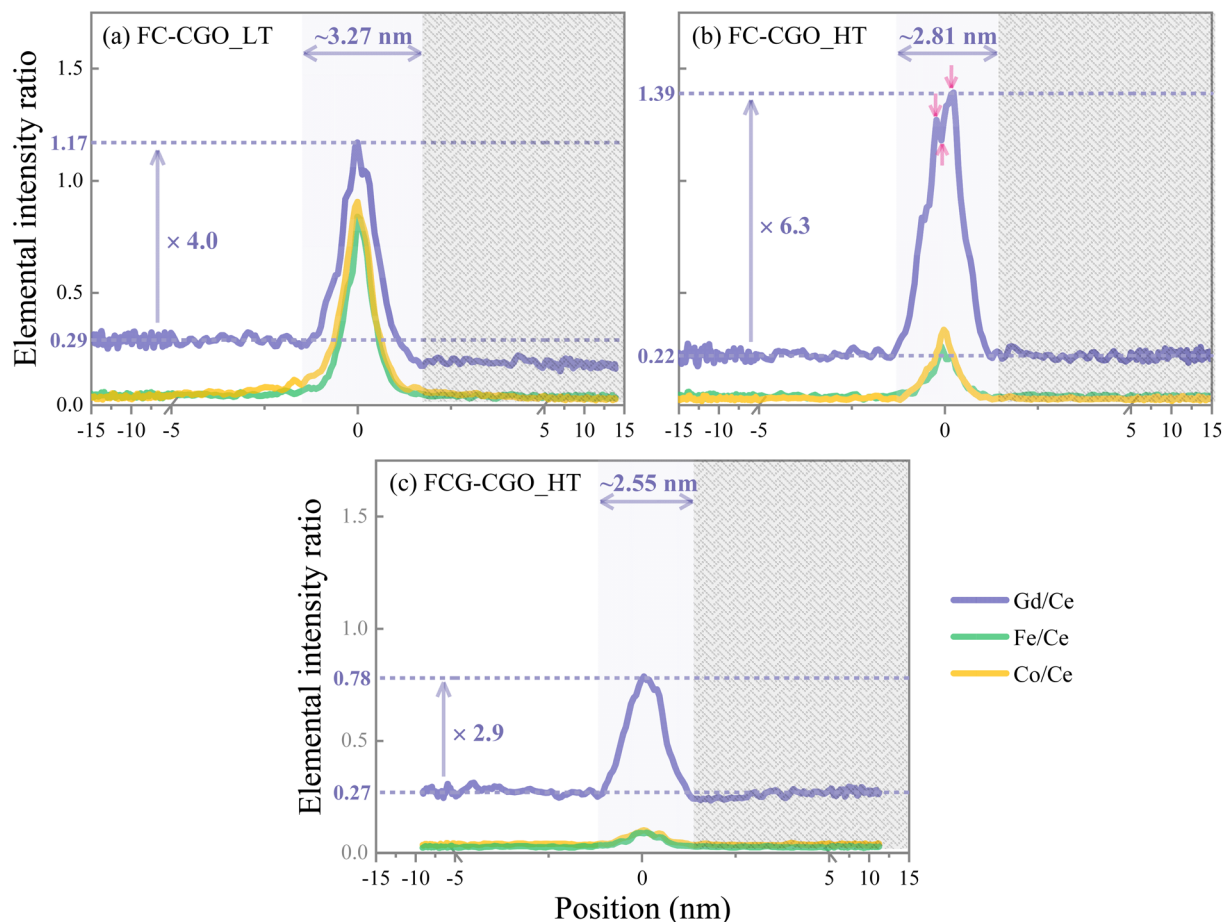 (a) FC-CGO_LT
~3.27 nm
Elemental intensity ratio
1.5
1.17
1.0
× 4.0
0.5
0.29
0.0
-15 -10 -5 0 5 10 15
(b) FC-CGO_HT
~2.81 nm
1.39
× 6.3
0.22
-15 -10 -5 0 5 10 15
(c) FCG-CGO_HT
~2.55 nm
Elemental intensity ratio
1.5
1.0
0.78
× 2.9
0.5
0.27
0.0
-15 -10 -5 0 5 10 15
Position (nm)
Gd/Ce
Fe/Ce
Co/Ce